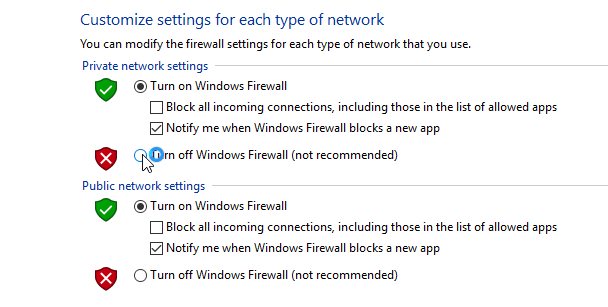 Customize settings for each type of network
You can modify the firewall settings for each type of network that you use.
Private network settings
Turn on Windows Firewall
Block all incoming connections, including those in the list of allowed apps
Notify me when Windows Firewall blocks a new app
Turn off Windows Firewall (not recommended)
Public network settings
Turn on Windows Firewall
Block all incoming connections, including those in the list of allowed apps
Notify me when Windows Firewall blocks a new app
Turn off Windows Firewall (not recommended)